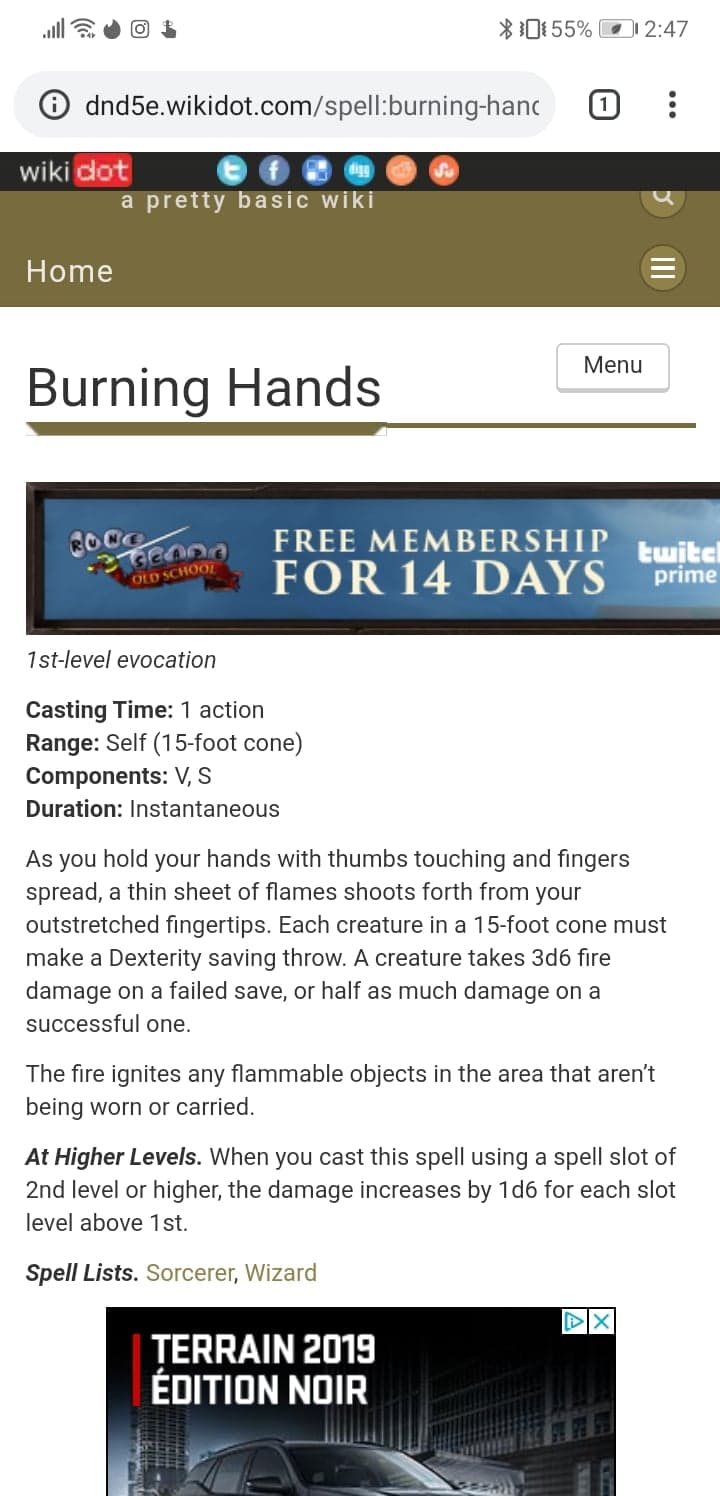 55% 2:47
dnd5e.wikidot.com/spell:burning-hand
1
wikidot
digg
a pretty basic wiki
Home
Menu
Burning Hands
RUNE SCAPE
OLD SCHOOL
FREE MEMBERSHIP
FOR 14 DAYS
twitch
prime
1st-level evocation
Casting Time: 1 action
Range: Self (15-foot cone)
Components: V, S
Duration: Instantaneous
As you hold your hands with thumbs touching and fingers
spread, a thin sheet of flames shoots forth from your
outstretched fingertips. Each creature in a 15-foot cone must
make a Dexterity saving throw. A creature takes 3d6 fire
damage on a failed save, or half as much damage on a
successful one.
The fire ignites any flammable objects in the area that aren't
being worn or carried.
At Higher Levels. When you cast this spell using a spell slot of
2nd level or higher, the damage increases by 1d6 for each slot
level above 1st.
Spell Lists. Sorcerer, Wizard
TERRAIN 2019
ÉDITION NOIR